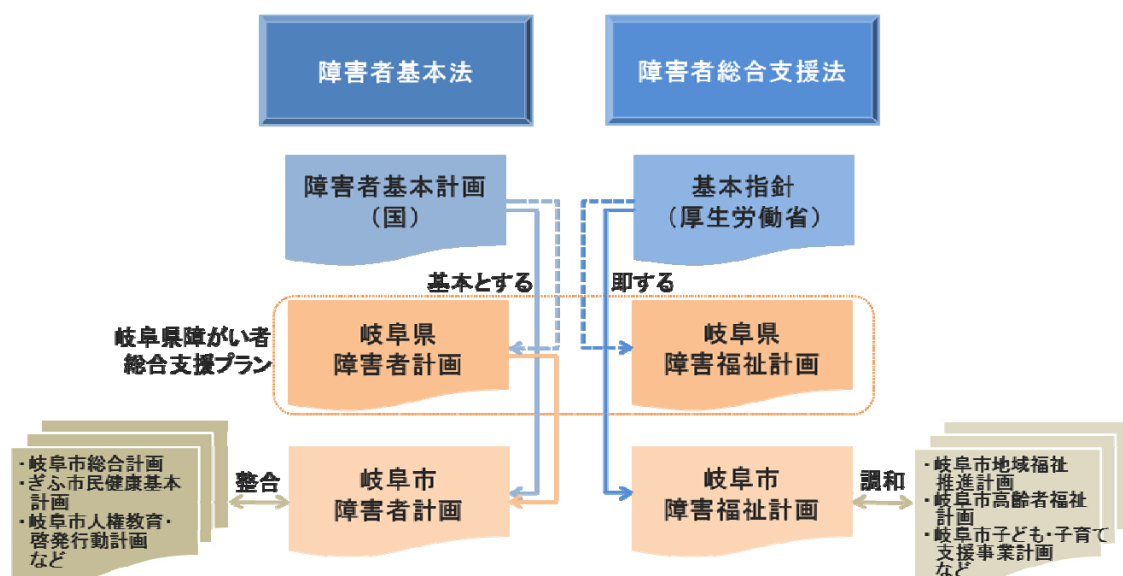 障害者基本法
障害者総合支援法
障害者基本計画
（国）
基本指針
（厚生労働省）
基本とする
即する
岐阜県障がい者
総合支援プラン
岐阜県
障害者計画
岐阜県
障害福祉計画
・岐阜市総合計画
・ぎふ市民健康基本
計画
・岐阜市人権教育・
啓発行動計画
など
整合
岐阜市
障害者計画
岐阜市
障害福祉計画
調和
・岐阜市地域福祉
推進計画
・岐阜市高齢者福祉
計画
・岐阜市子ども・子育て
支援事業計画
など